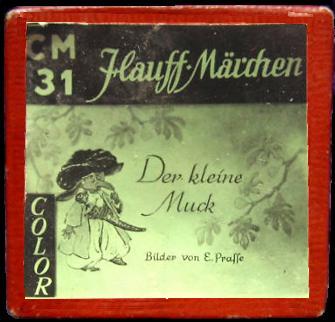 CM
31
Hauff-Märchen
Der kleine
Muck
COLOR
Bilder von E. Prasse